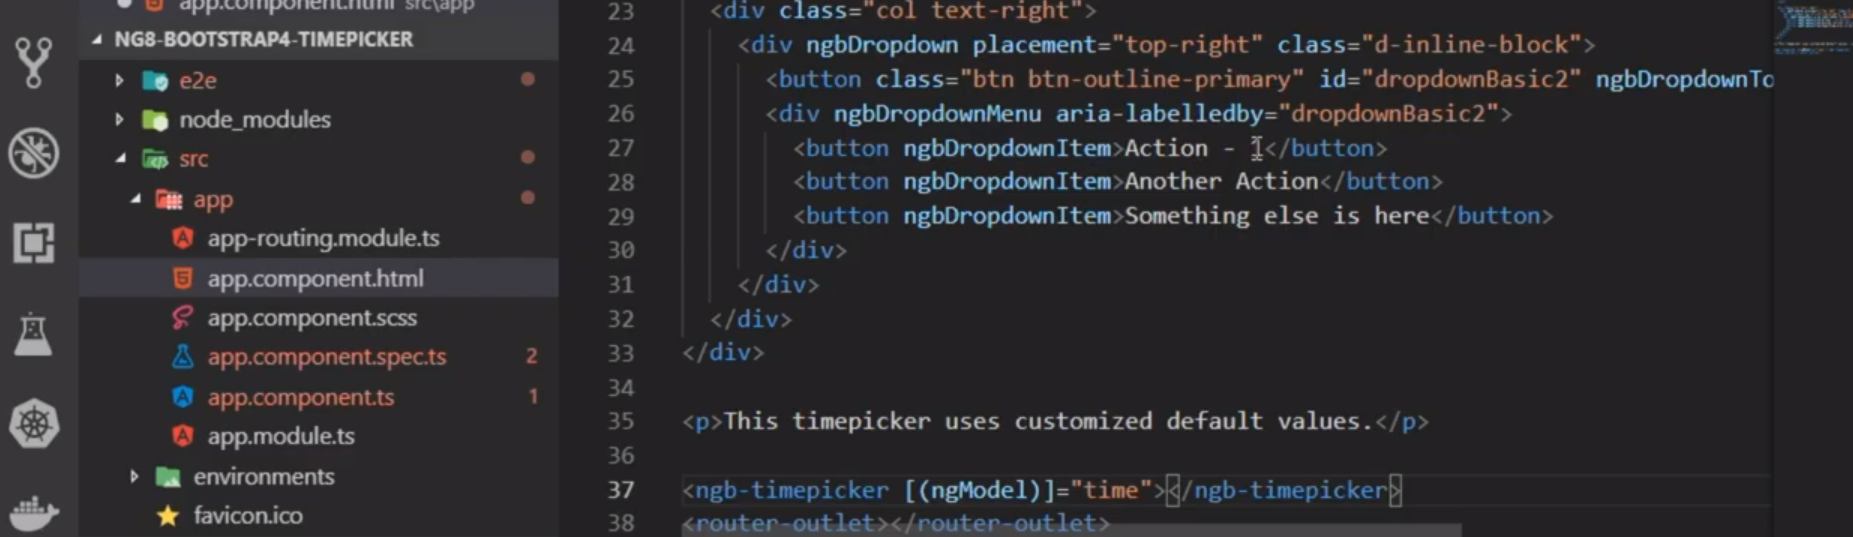 app.component.html src\app
NG8-BOOTSTRAP4-TIMEPICKER
e2e
node_modules
src
app
app-routing.module.ts
app.component.html
app.component.scss
app.component.spec.ts 2
app.component.ts 1
app.module.ts
environments
favicon.ico
23 <div class="col text-right">
24 <div ngbDropdown placement="top-right" class="d-inline-block">
25 <button class="btn btn-outline-primary" id="dropdownBasic2" ngbDropdownTo
26 <div ngbDropdownMenu aria-labelledby="dropdownBasic2">
27 <button ngbDropdownItem>Action - </button>
28 <button ngbDropdownItem>Another Action</button>
29 <button ngbDropdownItem>Something else is here</button>
30 </div>
31 </div>
32 </div>
33 </div>
34
35 <p>This timepicker uses customized default values.</p>
36
37 <ngb-timepicker [(ngModel)]="time"></ngb-timepicker>
38 <router-outlet></router-outlet>